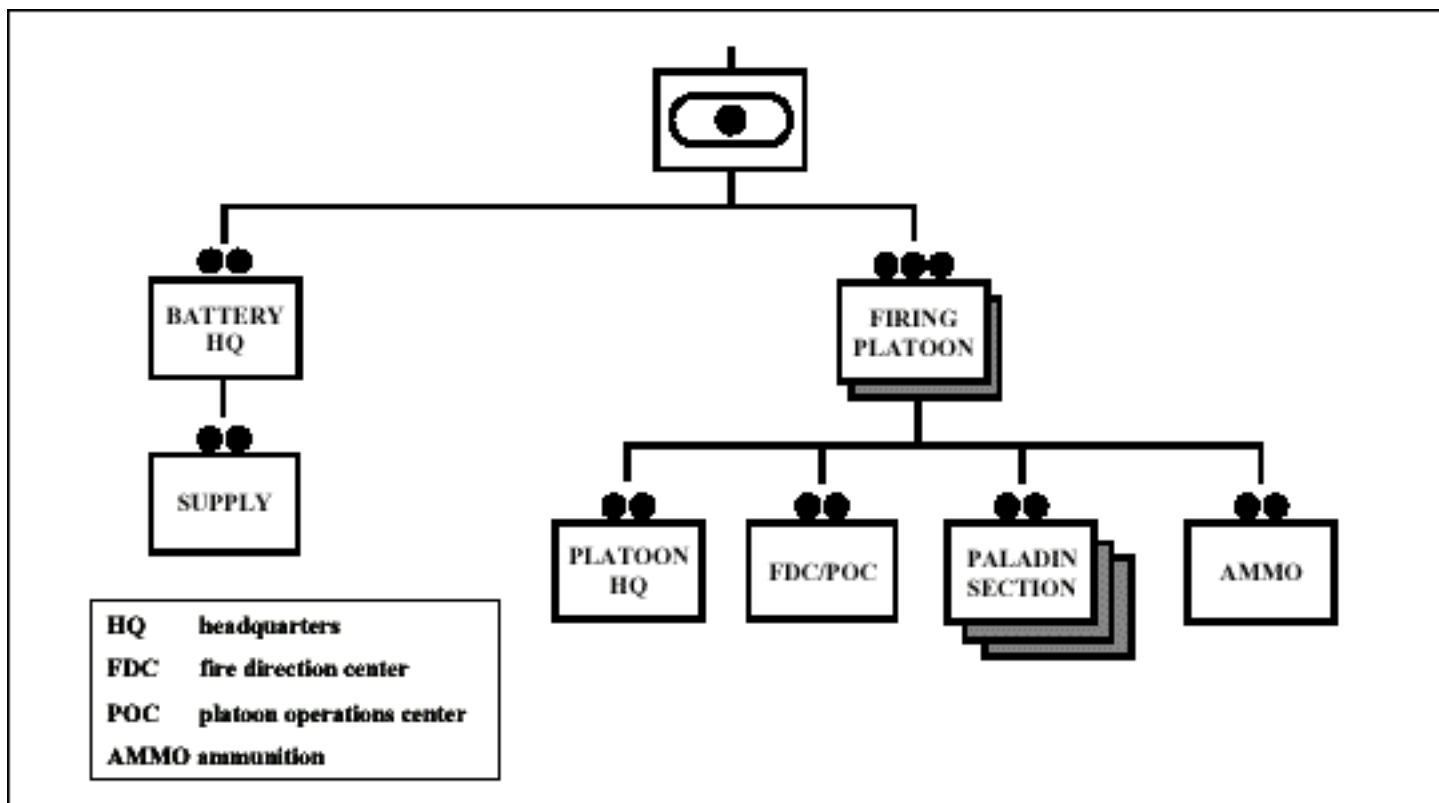 BATTERY
HQ
FIRING
PLATOON
SUPPLY
PLATOON
HQ
FDC/POC
PALADIN
SECTION
AMMO
HQ headquarters
FDC fire direction center
POC platoon operations center
AMMO ammunition